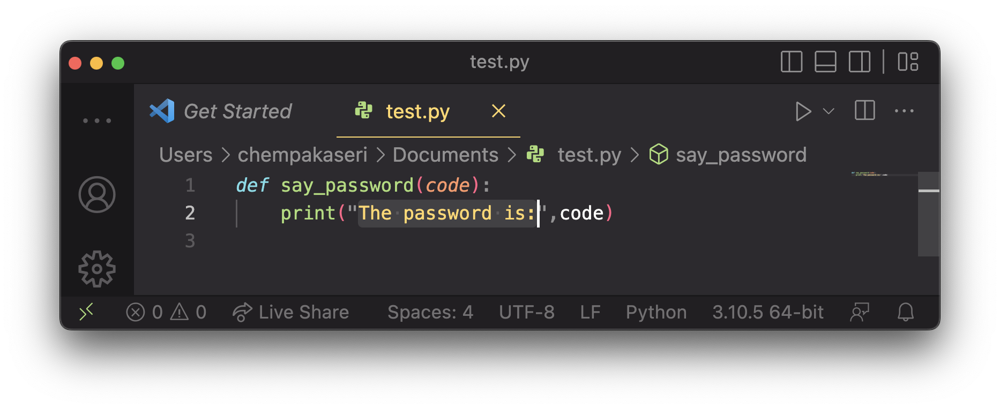 test.py
Get Started test.py
Users > chempakaseri > Documents > test.py > say_password
1 def say_password(code):
2     print("The password is:",code)
3
0 0 Live Share Spaces: 4 UTF-8 LF Python 3.10.5 64-bit